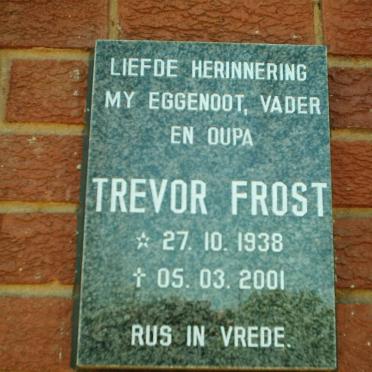 LIEFDE HERINNERING
MY EGGENOOT, VADER
EN OUPA
TREVOR FROST
☆ 27. 10. 1938
✝ 05. 03. 2001
RUS IN VREDE.